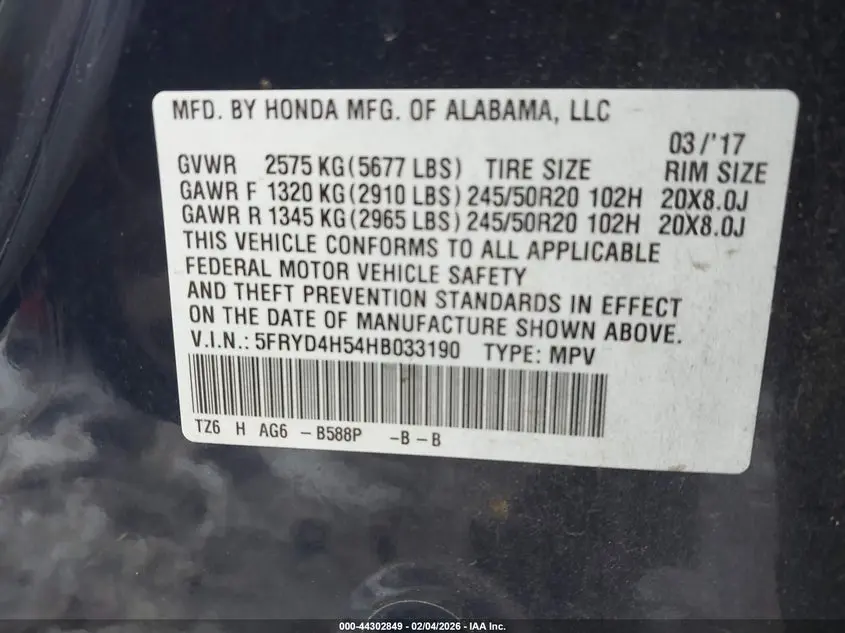 MFD. BY HONDA MFG. OF ALABAMA, LLC
03/'17
GVWR 2575 KG (5677 LBS) TIRE SIZE RIM SIZE
GAWR F 1320 KG (2910 LBS) 245/50R20 102H 20X8.0J
GAWR R 1345 KG (2965 LBS) 245/50R20 102H 20X8.0J
THIS VEHICLE CONFORMS TO ALL APPLICABLE
FEDERAL MOTOR VEHICLE SAFETY
AND THEFT PREVENTION STANDARDS IN EFFECT
ON THE DATE OF MANUFACTURE SHOWN ABOVE.
V.I.N.: 5FRYD4H54HB033190 TYPE: MPV
TZ6 H AG6 -B588P -B-B
000-44302849 - 02/04/2026 - IAA Inc.